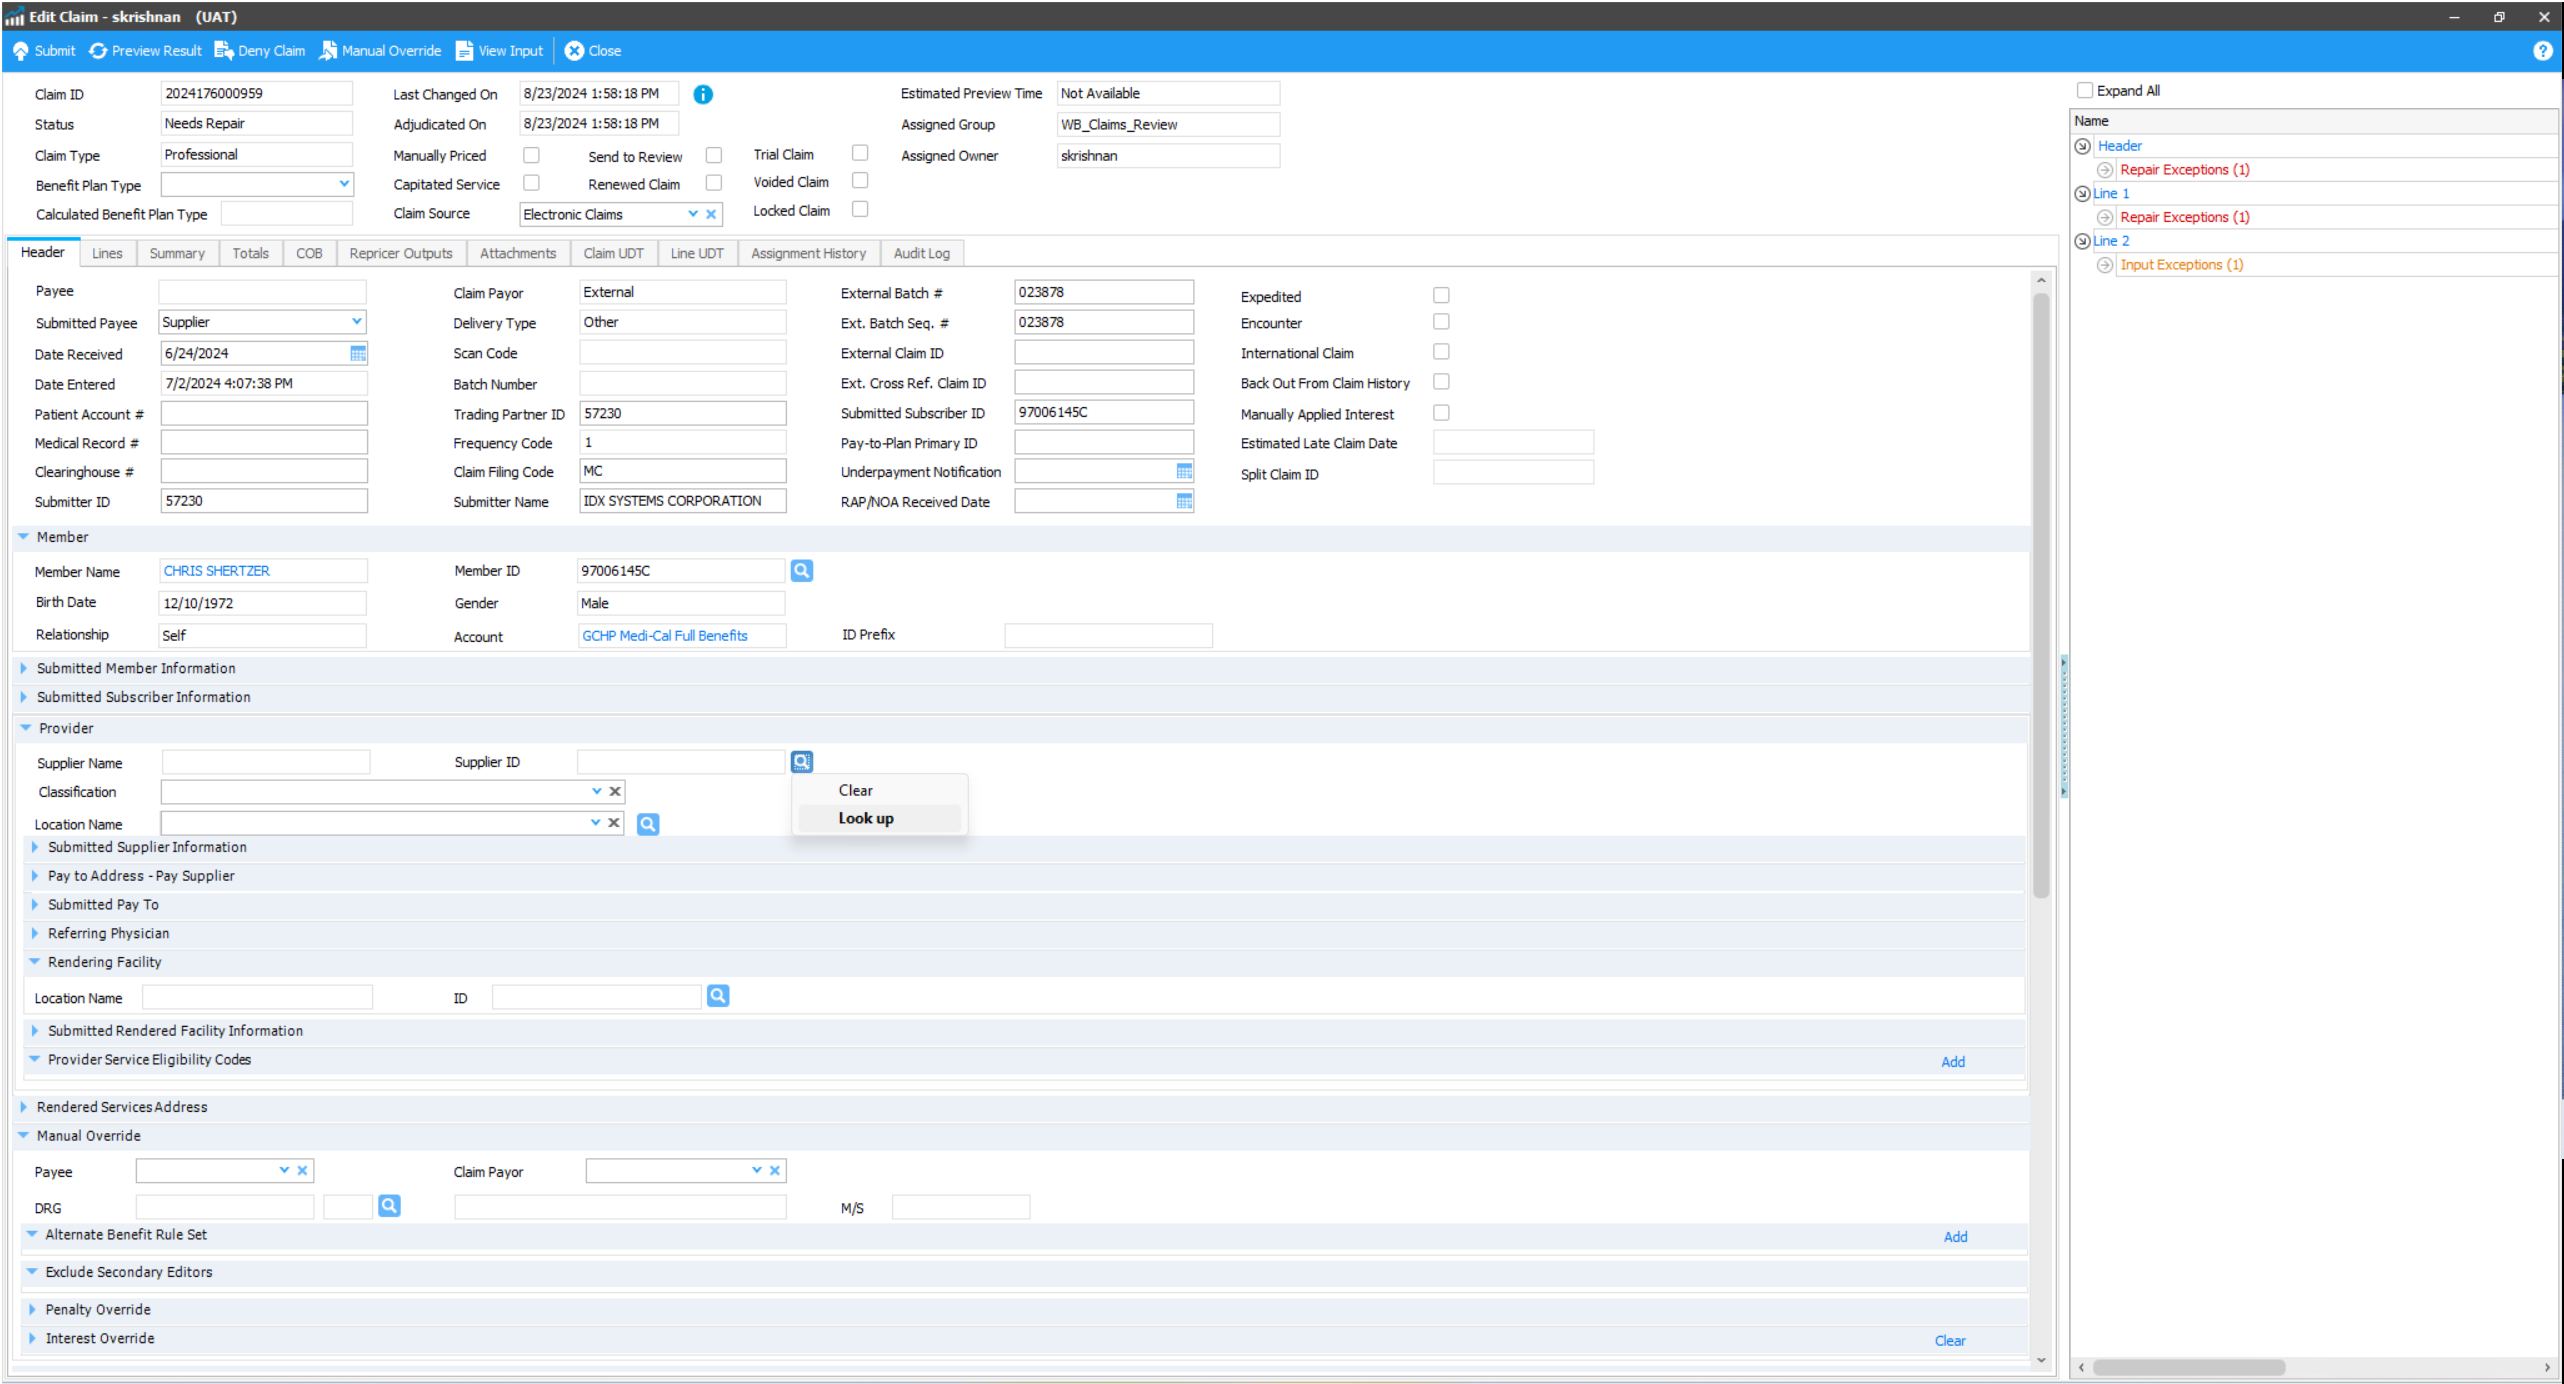 Edit Claim - skrishnan (UAT)
Submit Preview Result Deny Claim Manual Override View Input Close
Claim ID 2024176000959 Last Changed On 8/23/2024 1:58:18 PM Estimated Preview Time Not Available
Status Needs Repair Adjudicated On 8/23/2024 1:58:18 PM Assigned Group WB_Claims_Review
Claim Type Professional Manually Priced Send to Review Trial Claim Assigned Owner skrishnan
Benefit Plan Type Capitated Service Renewed Claim Voided Claim
Calculated Benefit Plan Type Claim Source Electronic Claims Locked Claim
Header Lines Summary Totals COB Repricer Outputs Attachments Claim UDT Line UDT Assignment History Audit Log
Payee Claim Payor External External Batch # 023878 Expedited
Submitted Payee Supplier Delivery Type Other Ext. Batch Seq. # 023878 Encounter
Date Received 6/24/2024 Scan Code External Claim ID International Claim
Date Entered 7/2/2024 4:07:38 PM Batch Number Ext. Cross Ref. Claim ID Back Out From Claim History
Patient Account # Trading Partner ID 57230 Submitted Subscriber ID 97006145C Manually Applied Interest
Medical Record # Frequency Code 1 Pay-to-Plan Primary ID Estimated Late Claim Date
Clearinghouse # Claim Filing Code MC Underpayment Notification Split Claim ID
Submitter ID 57230 Submitter Name IDX SYSTEMS CORPORATION RAP/NOA Received Date
Member
Member Name CHRIS SHERTZER Member ID 97006145C
Birth Date 12/10/1972 Gender Male
Relationship Self Account GCHP Medi-Cal Full Benefits ID Prefix
Submitted Member Information
Submitted Subscriber Information
Provider
Supplier Name Supplier ID
Classification Clear
Location Name Look up
Submitted Supplier Information
Pay to Address - Pay Supplier
Submitted Pay To
Referring Physician
Rendering Facility
Location Name ID
Submitted Rendered Facility Information
Provider Service Eligibility Codes Add
Rendered Services Address
Manual Override
Payee Claim Payor
DRG M/S
Alternate Benefit Rule Set Add
Exclude Secondary Editors
Penalty Override
Interest Override Clear
Expand All
Name
Header
Repair Exceptions (1)
Line 1
Repair Exceptions (1)
Line 2
Input Exceptions (1)